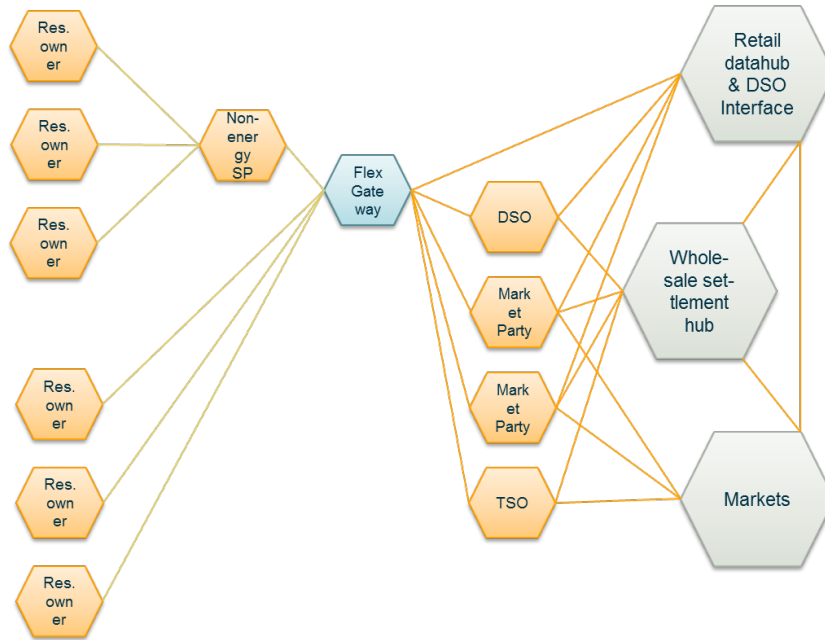 Res.
own
er
Res.
own
er
Res.
own
er
Non-
ener
gy
SP
Flex
Gate
way
Res.
own
er
Res.
own
er
Res.
own
er
DSO
Mark
et
Party
Mark
et
Party
TSO
Retail
datahub
& DSO
Interface
Whole-
sale set-
tlement
hub
Markets